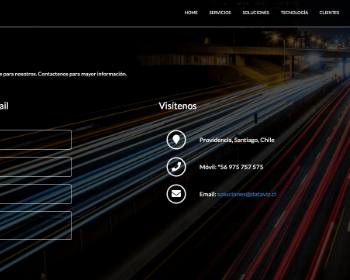 HOME SERVICIOS SOLUCIONES TECNOLOGÍA CLIENTES
para nosotros. Contactenos para mayor información.
ail
Visítenos
Providencia, Santiago, Chile
Móvil: "56 975 757 575
Email: soluciones@dataviz.cl